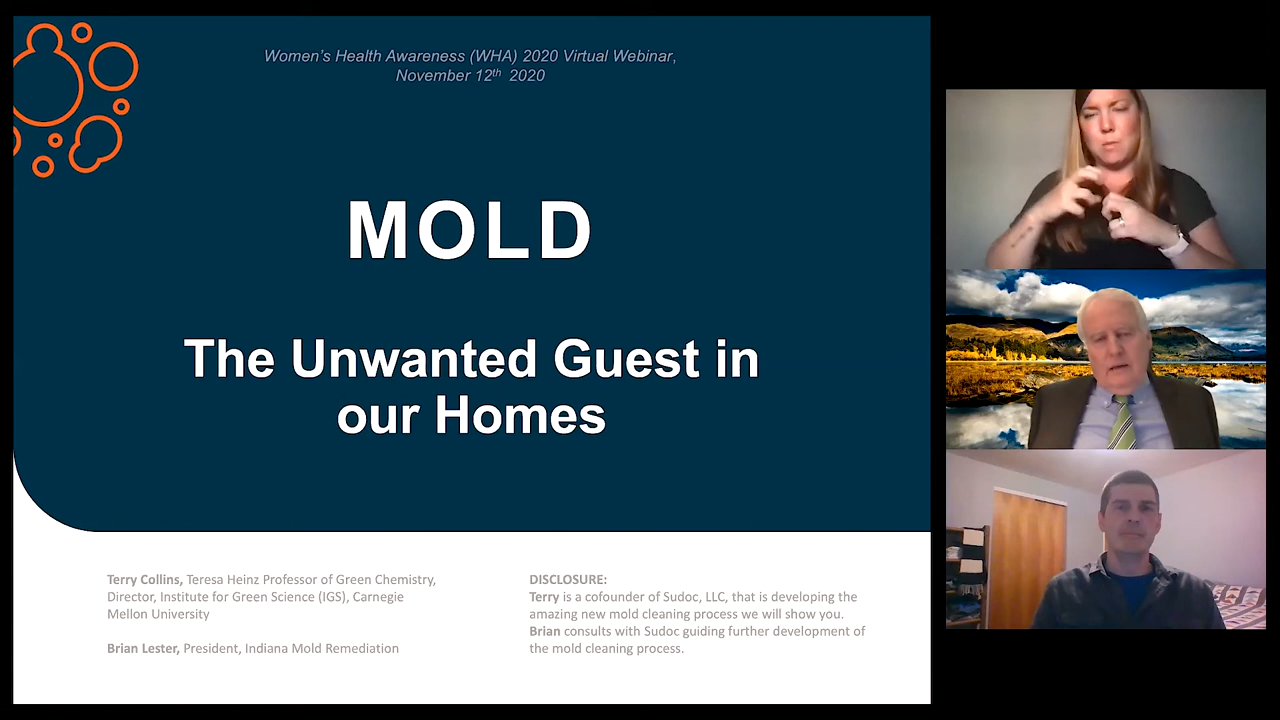 Women's Health Awareness (WHA) 2020 Virtual Webinar,
November 12th 2020
MOLD
The Unwanted Guest in
our Homes
Terry Collins, Teresa Heinz Professor of Green Chemistry,
Director, Institute for Green Science (IGS), Carnegie
Mellon University
Brian Lester, President, Indiana Mold Remediation
DISCLOSURE:
Terry is a cofounder of Sudoc, LLC, that is developing the
amazing new mold cleaning process we will show you.
Brian consults with Sudoc guiding further development of
the mold cleaning process.